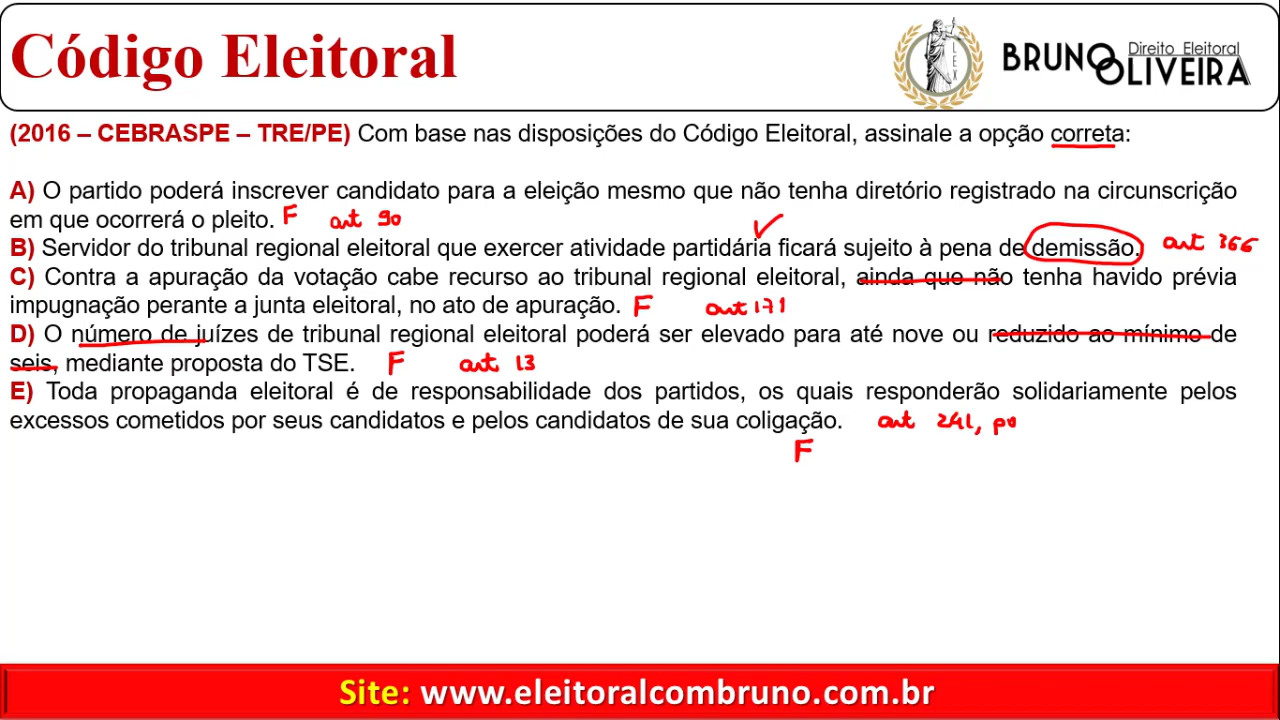 Código Eleitoral
LEX
BRUNO OLIVEIRA
Direito Eleitoral
(2016 – CEBRASPE – TRE/PE) Com base nas disposições do Código Eleitoral, assinale a opção correta:
A) O partido poderá inscrever candidato para a eleição mesmo que não tenha diretório registrado na circunscrição
em que ocorrerá o pleito. F art 90
B) Servidor do tribunal regional eleitoral que exercer atividade partidária ficará sujeito à pena de demissão. art 366
C) Contra a apuração da votação cabe recurso ao tribunal regional eleitoral, ainda que não tenha havido prévia
impugnação perante a junta eleitoral, no ato de apuração. F art 171
D) O número de juízes de tribunal regional eleitoral poderá ser elevado para até nove ou reduzido ao mínimo de
seis, mediante proposta do TSE. F art 13
E) Toda propaganda eleitoral é de responsabilidade dos partidos, os quais responderão solidariamente pelos
excessos cometidos por seus candidatos e pelos candidatos de sua coligação. art 241, po
F
Site: www.eleitoralcombruno.com.br